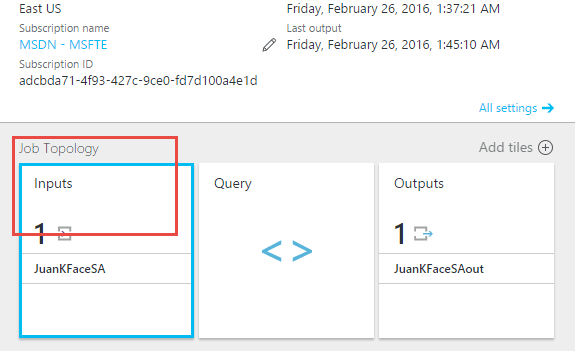 East US
Friday, February 26, 2016, 1:37:21 AM
Subscription name
Last output
MSDN - MSFTE
Friday, February 26, 2016, 1:45:10 AM
Subscription ID
adcbda71-4f93-427c-9ce0-fd7d100a4e1d
All settings
Job Topology
Add tiles
Inputs
Query
Outputs
1
1
JuanKFaceSA
JuanKFaceSAout